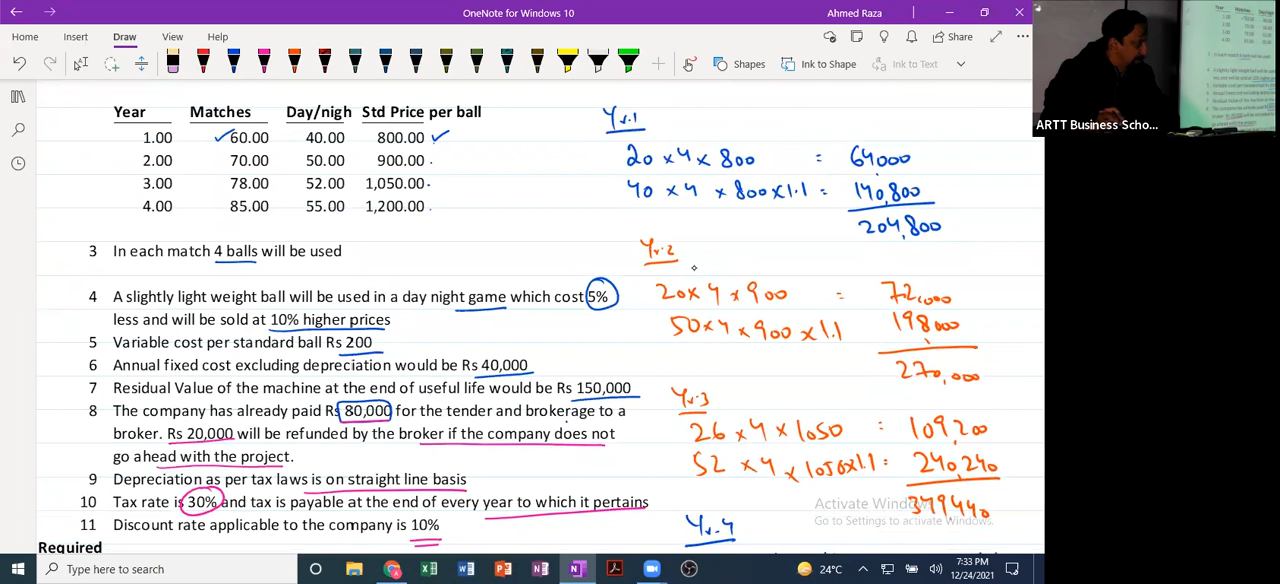 OneNote for Windows 10
Ahmed Raza
Home Insert Draw View Help
Share
Shapes Ink to Shape Ink to Text
ARTT Business Scho...
Year Matches Day/nigh Std Price per ball
1.00 60.00 40.00 800.00
2.00 70.00 50.00 900.00
3.00 78.00 52.00 1,050.00
4.00 85.00 55.00 1,200.00
3 In each match 4 balls will be used
4 A slightly light weight ball will be used in a day night game which cost 5%
less and will be sold at 10% higher prices
5 Variable cost per standard ball Rs 200
6 Annual fixed cost excluding depreciation would be Rs 40,000
7 Residual Value of the machine at the end of useful life would be Rs 150,000
8 The company has already paid Rs 80,000 for the tender and brokerage to a
broker. Rs 20,000 will be refunded by the broker if the company does not
go ahead with the project.
9 Depreciation as per tax laws is on straight line basis
10 Tax rate is 30% and tax is payable at the end of every year to which it pertains
11 Discount rate applicable to the company is 10%
Required
Yr.1
20 x 4 x 800 = 64,000
40 x 4 x 800 x 1.1 = 140,800
204,800
Yr.2
20 x 4 x 900 = 72,000
50 x 4 x 900 x 1.1 198,000
270,000
Yr.3
26 x 4 x 1050 = 109,200
52 x 4 x 1050 x 1.1 = 240,240
349440
Yr.4
Activate Windows
Go to Settings to activate Windows.
Type here to search
24°C
7:33 PM
12/24/2021